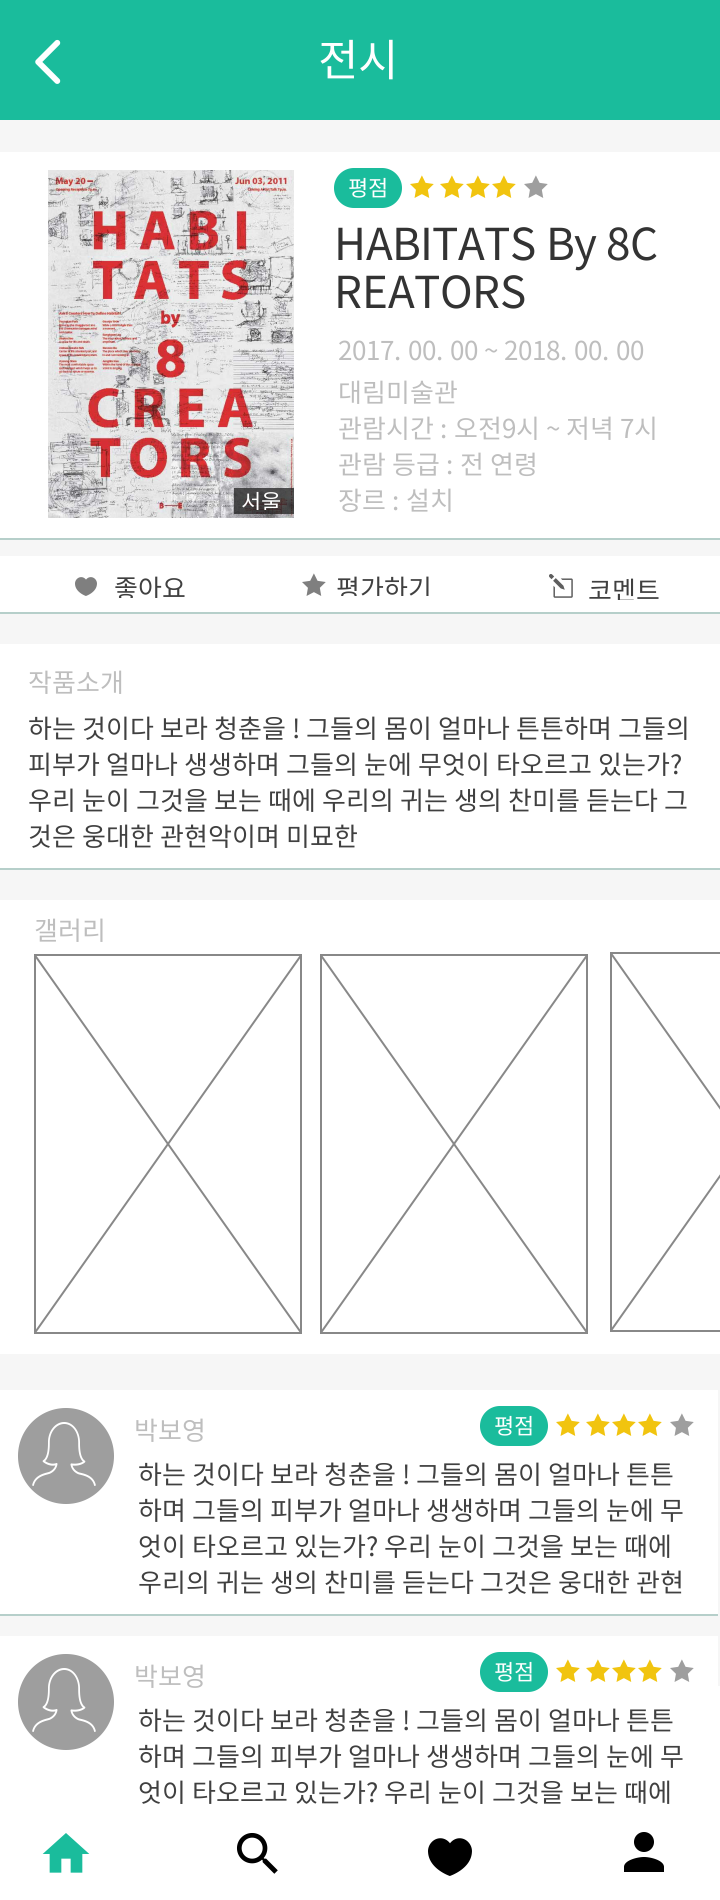 전시
May 20 –
Jun 03, 2011
HABI
TATS
by
8
CREA
TORS
서울
평점
HABITATS By 8C
REATORS
2017. 00. 00 ~ 2018. 00. 00
대림미술관
관람시간 : 오전9시 ~ 저녁 7시
관람 등급 : 전 연령
장르 : 설치
좋아요
평가하기
코멘트
작품소개
하는 것이다 보라 청춘을 ! 그들의 몸이 얼마나 튼튼하며 그들의
피부가 얼마나 생생하며 그들의 눈에 무엇이 타오르고 있는가?
우리 눈이 그것을 보는 때에 우리의 귀는 생의 찬미를 듣는다 그
것은 웅대한 관현악이며 미묘한
갤러리
박보영
평점
하는 것이다 보라 청춘을 ! 그들의 몸이 얼마나 튼튼
하며 그들의 피부가 얼마나 생생하며 그들의 눈에 무
엇이 타오르고 있는가? 우리 눈이 그것을 보는 때에
우리의 귀는 생의 찬미를 듣는다 그것은 웅대한 관현
박보영
평점
하는 것이다 보라 청춘을 ! 그들의 몸이 얼마나 튼튼
하며 그들의 피부가 얼마나 생생하며 그들의 눈에 무
엇이 타오르고 있는가? 우리 눈이 그것을 보는 때에